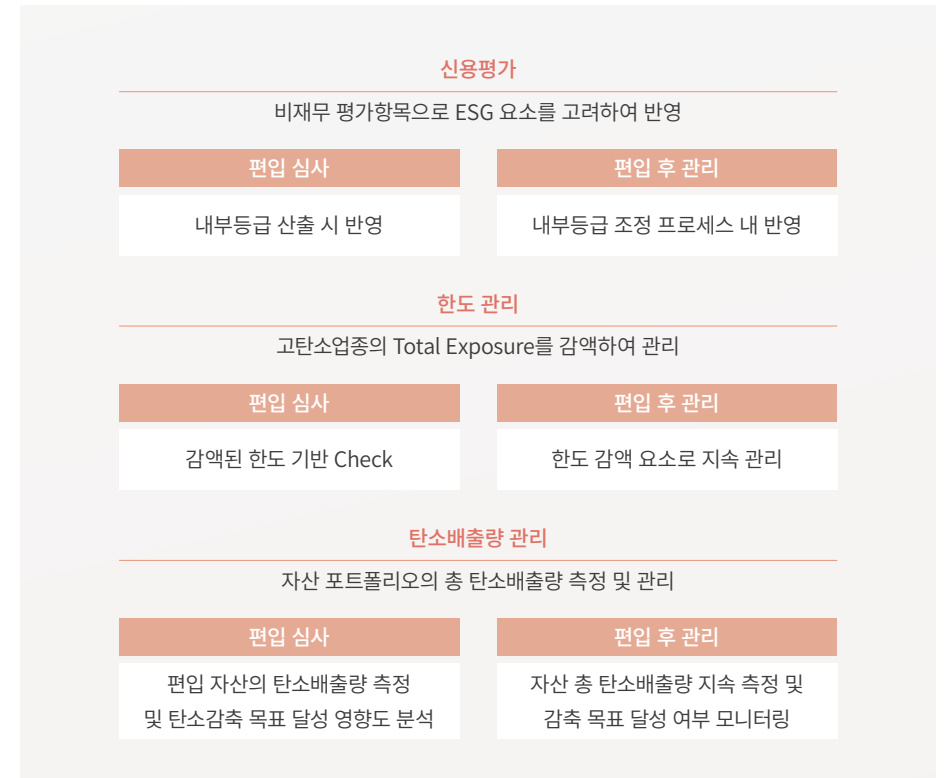 신용평가
비재무 평가항목으로 ESG 요소를 고려하여 반영
편입 심사
편입 후 관리
내부등급 산출 시 반영
내부등급 조정 프로세스 내 반영
한도 관리
고탄소업종의 Total Exposure를 감액하여 관리
편입 심사
편입 후 관리
감액된 한도 기반 Check
한도 감액 요소로 지속 관리
탄소배출량 관리
자산 포트폴리오의 총 탄소배출량 측정 및 관리
편입 심사
편입 후 관리
편입 자산의 탄소배출량 측정
및 탄소감축 목표 달성 영향도 분석
자산 총 탄소배출량 지속 측정 및
감축 목표 달성 여부 모니터링